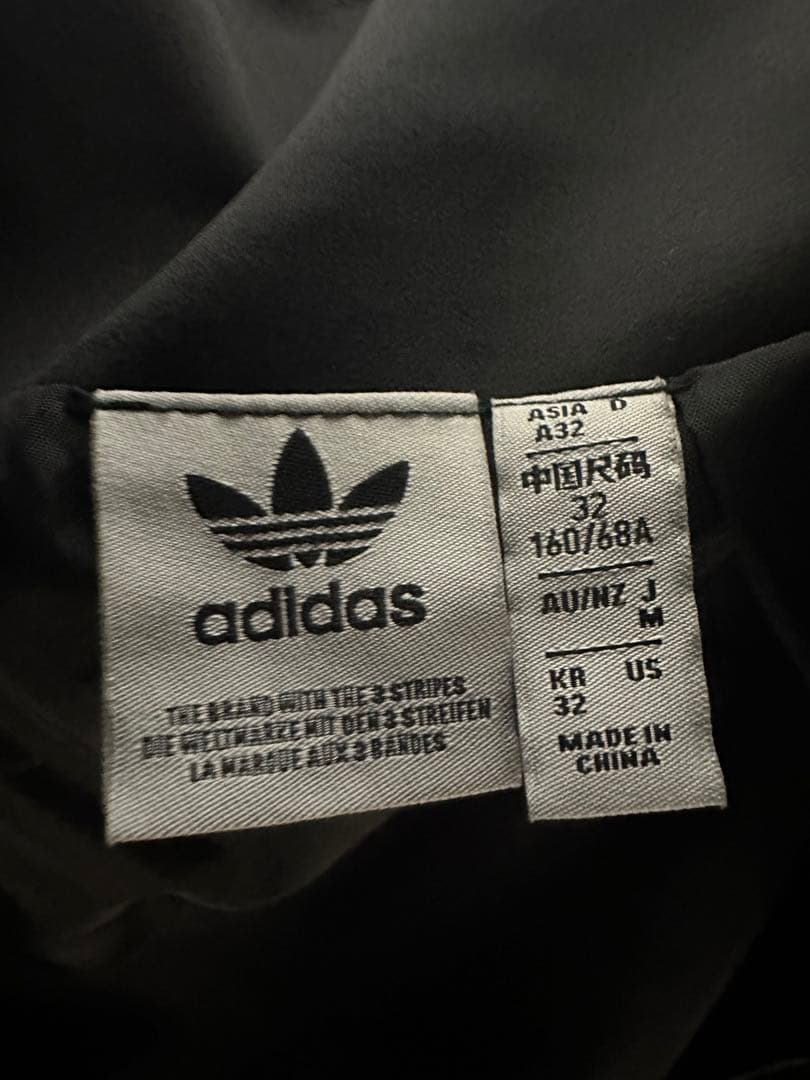 adidas
THE BRAND WITH THE 3 STRIPES
DIE WELTMARKE MIT DEN 3 STREIFEN
LA MARQUE AUX 3 BANDES
ASIA D
A32
中国尺码
32
160/68A
AU/NZ J
M
KR US
32
MADE IN
CHINA